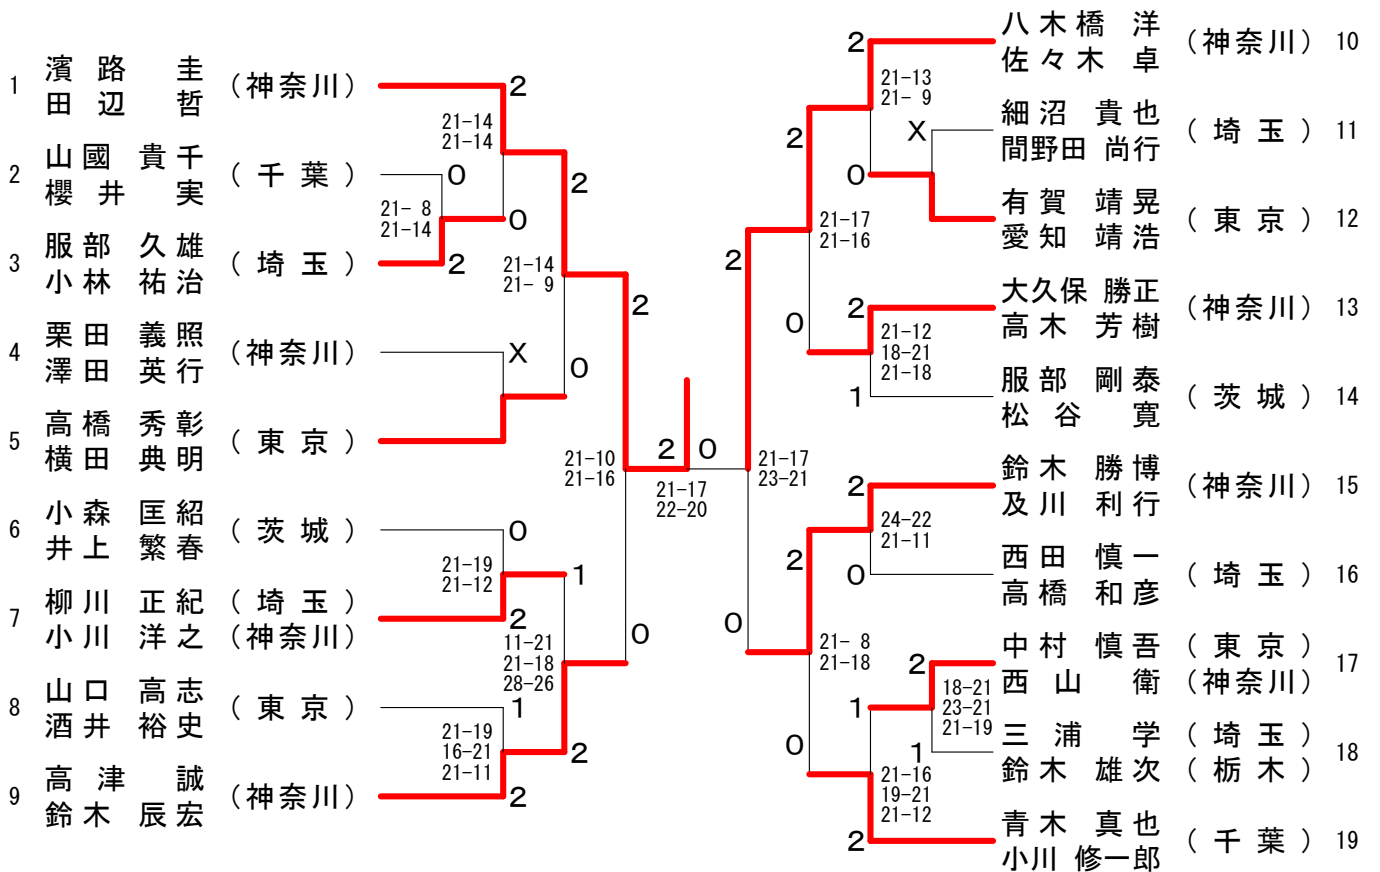 1 濱路 圭 (神奈川)
田辺 哲
2 山國 貴千 (千葉)
櫻井 実
3 服部 久雄 (埼玉)
小林 祐治
4 栗田 義照 (神奈川)
澤田 英行
5 高橋 秀彰 (東京)
横田 典明
6 小森 匡紹 (茨城)
井上 繁春
7 柳川 正紀 (埼玉)
小川 洋之 (神奈川)
8 山口 高志 (東京)
酒井 裕史
9 高津 誠 (神奈川)
鈴木 辰宏
2
21-14
21-14
0
21- 8
21-14
0
2
2
21-14
21- 9
X
0
2
0
21-19
21-12
2
1
11-21
21-18
28-26
1
21-19
16-21
21-11
2
2
21-10
21-16
0
2 0
21-17
22-20
2
21-17
23-21
0
2
21-13
21- 9
X
0
2
21-17
21-16
0
2
21-12
18-21
21-18
1
2
24-22
21-11
0
2
21- 8
21-18
0
2
18-21
23-21
21-19
1
1
21-16
19-21
21-12
2
八木橋 洋 (神奈川) 10
佐々木 卓
細沼 貴也 (埼玉) 11
間野田 尚行
有賀 靖晃 (東京) 12
愛知 靖浩
大久保 勝正 (神奈川) 13
高木 芳樹
服部 剛泰 (茨城) 14
松谷 寛
鈴木 勝博 (神奈川) 15
及川 利行
西田 慎一 (埼玉) 16
高橋 和彦
中村 慎吾 (東京) 17
西山 衛 (神奈川)
三浦 学 (埼玉) 18
鈴木 雄次 (栃木)
青木 真也 (千葉) 19
小川 修一郎